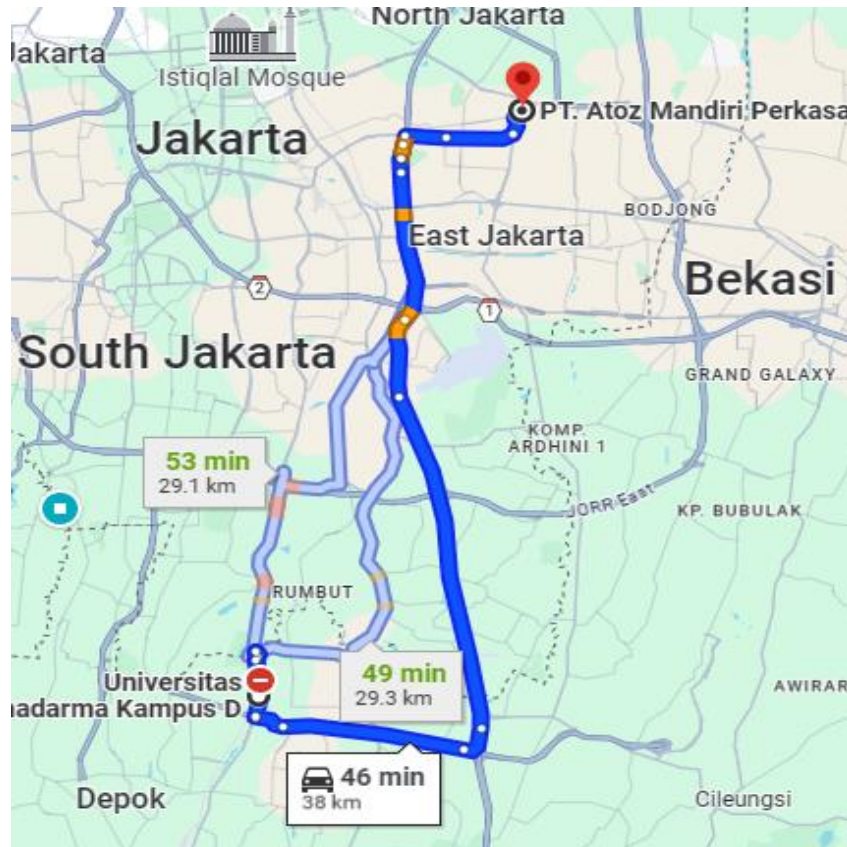 North Jakarta
Jakarta
Istiqlal Mosque
PT. Atoz Mandiri Perkasa
Jakarta
BODJONG
East Jakarta
Bekasi
2
1
South Jakarta
GRAND GALAXY
KOMP.
ARDHINI 1
53 min
29.1 km
JORR East
KP. BUBULAK
RUMBUT
49 min
29.3 km
Universitas
nadarma Kampus D
AWIRAR
46 min
38 km
Depok
Cileungsi